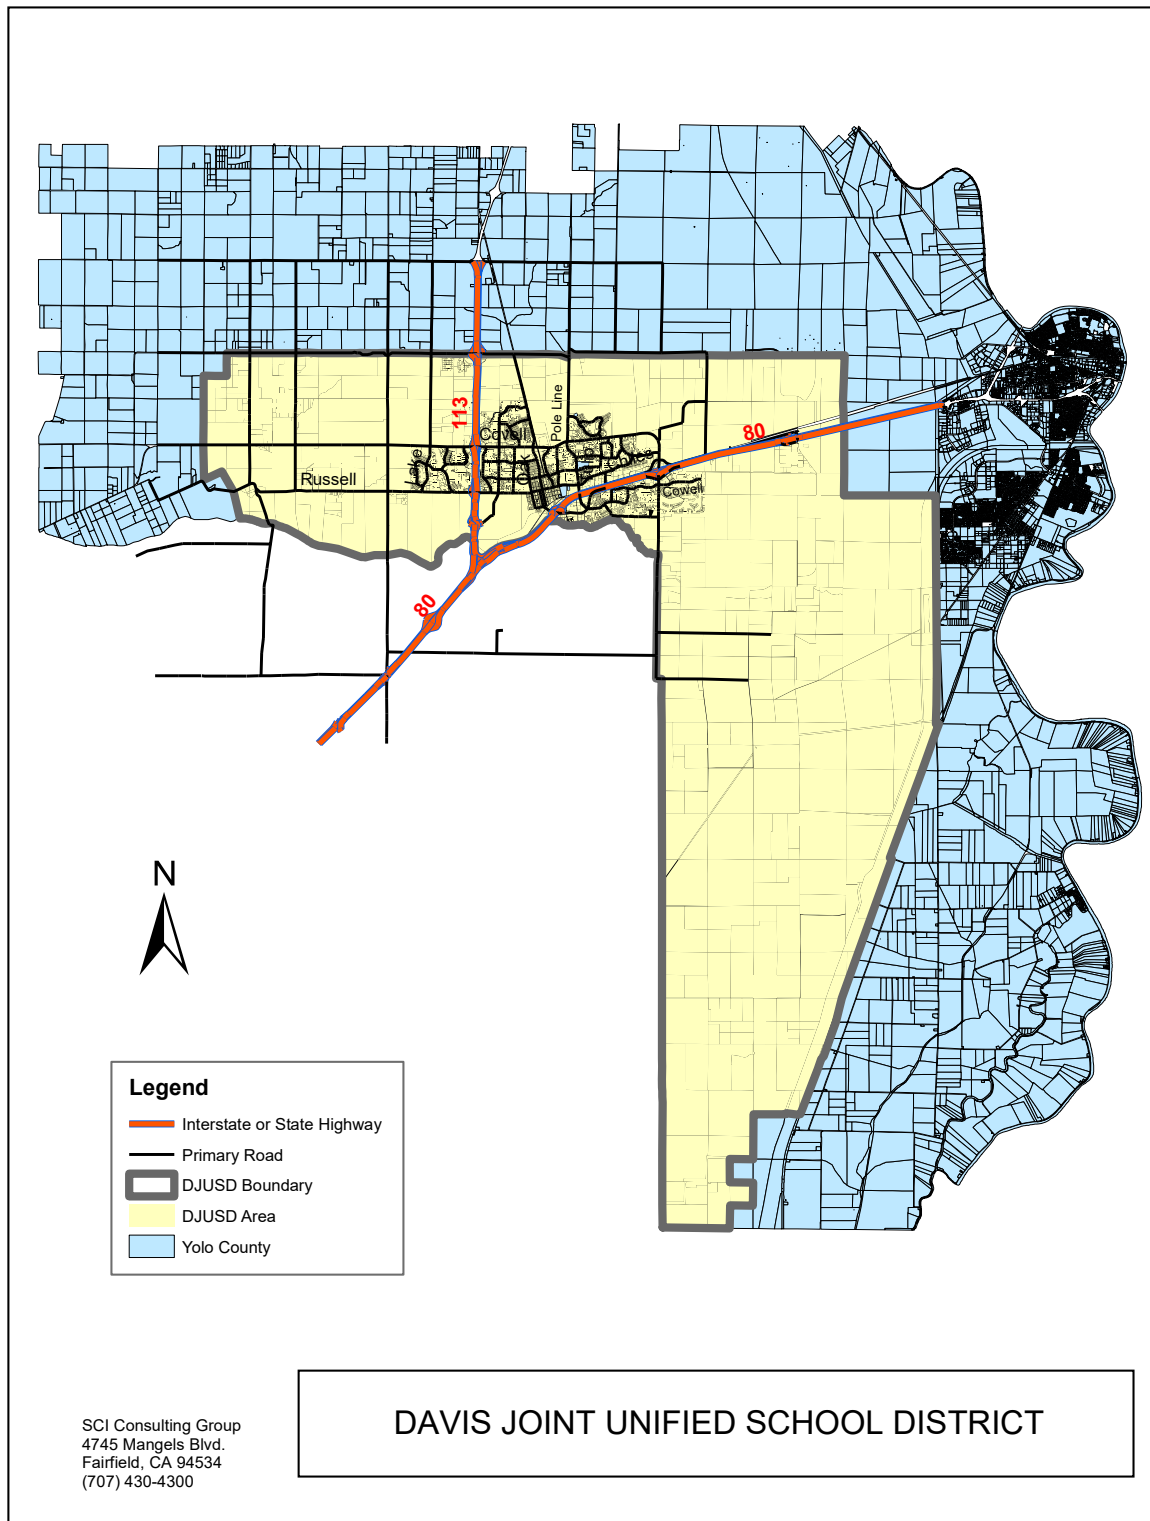 113
Covell
Pole Line
80
Lake
Russell
Cowell
80
N
Legend
Interstate or State Highway
Primary Road
DJUSD Boundary
DJUSD Area
Yolo County
DAVIS JOINT UNIFIED SCHOOL DISTRICT
SCI Consulting Group
4745 Mangels Blvd.
Fairfield, CA 94534
(707) 430-4300